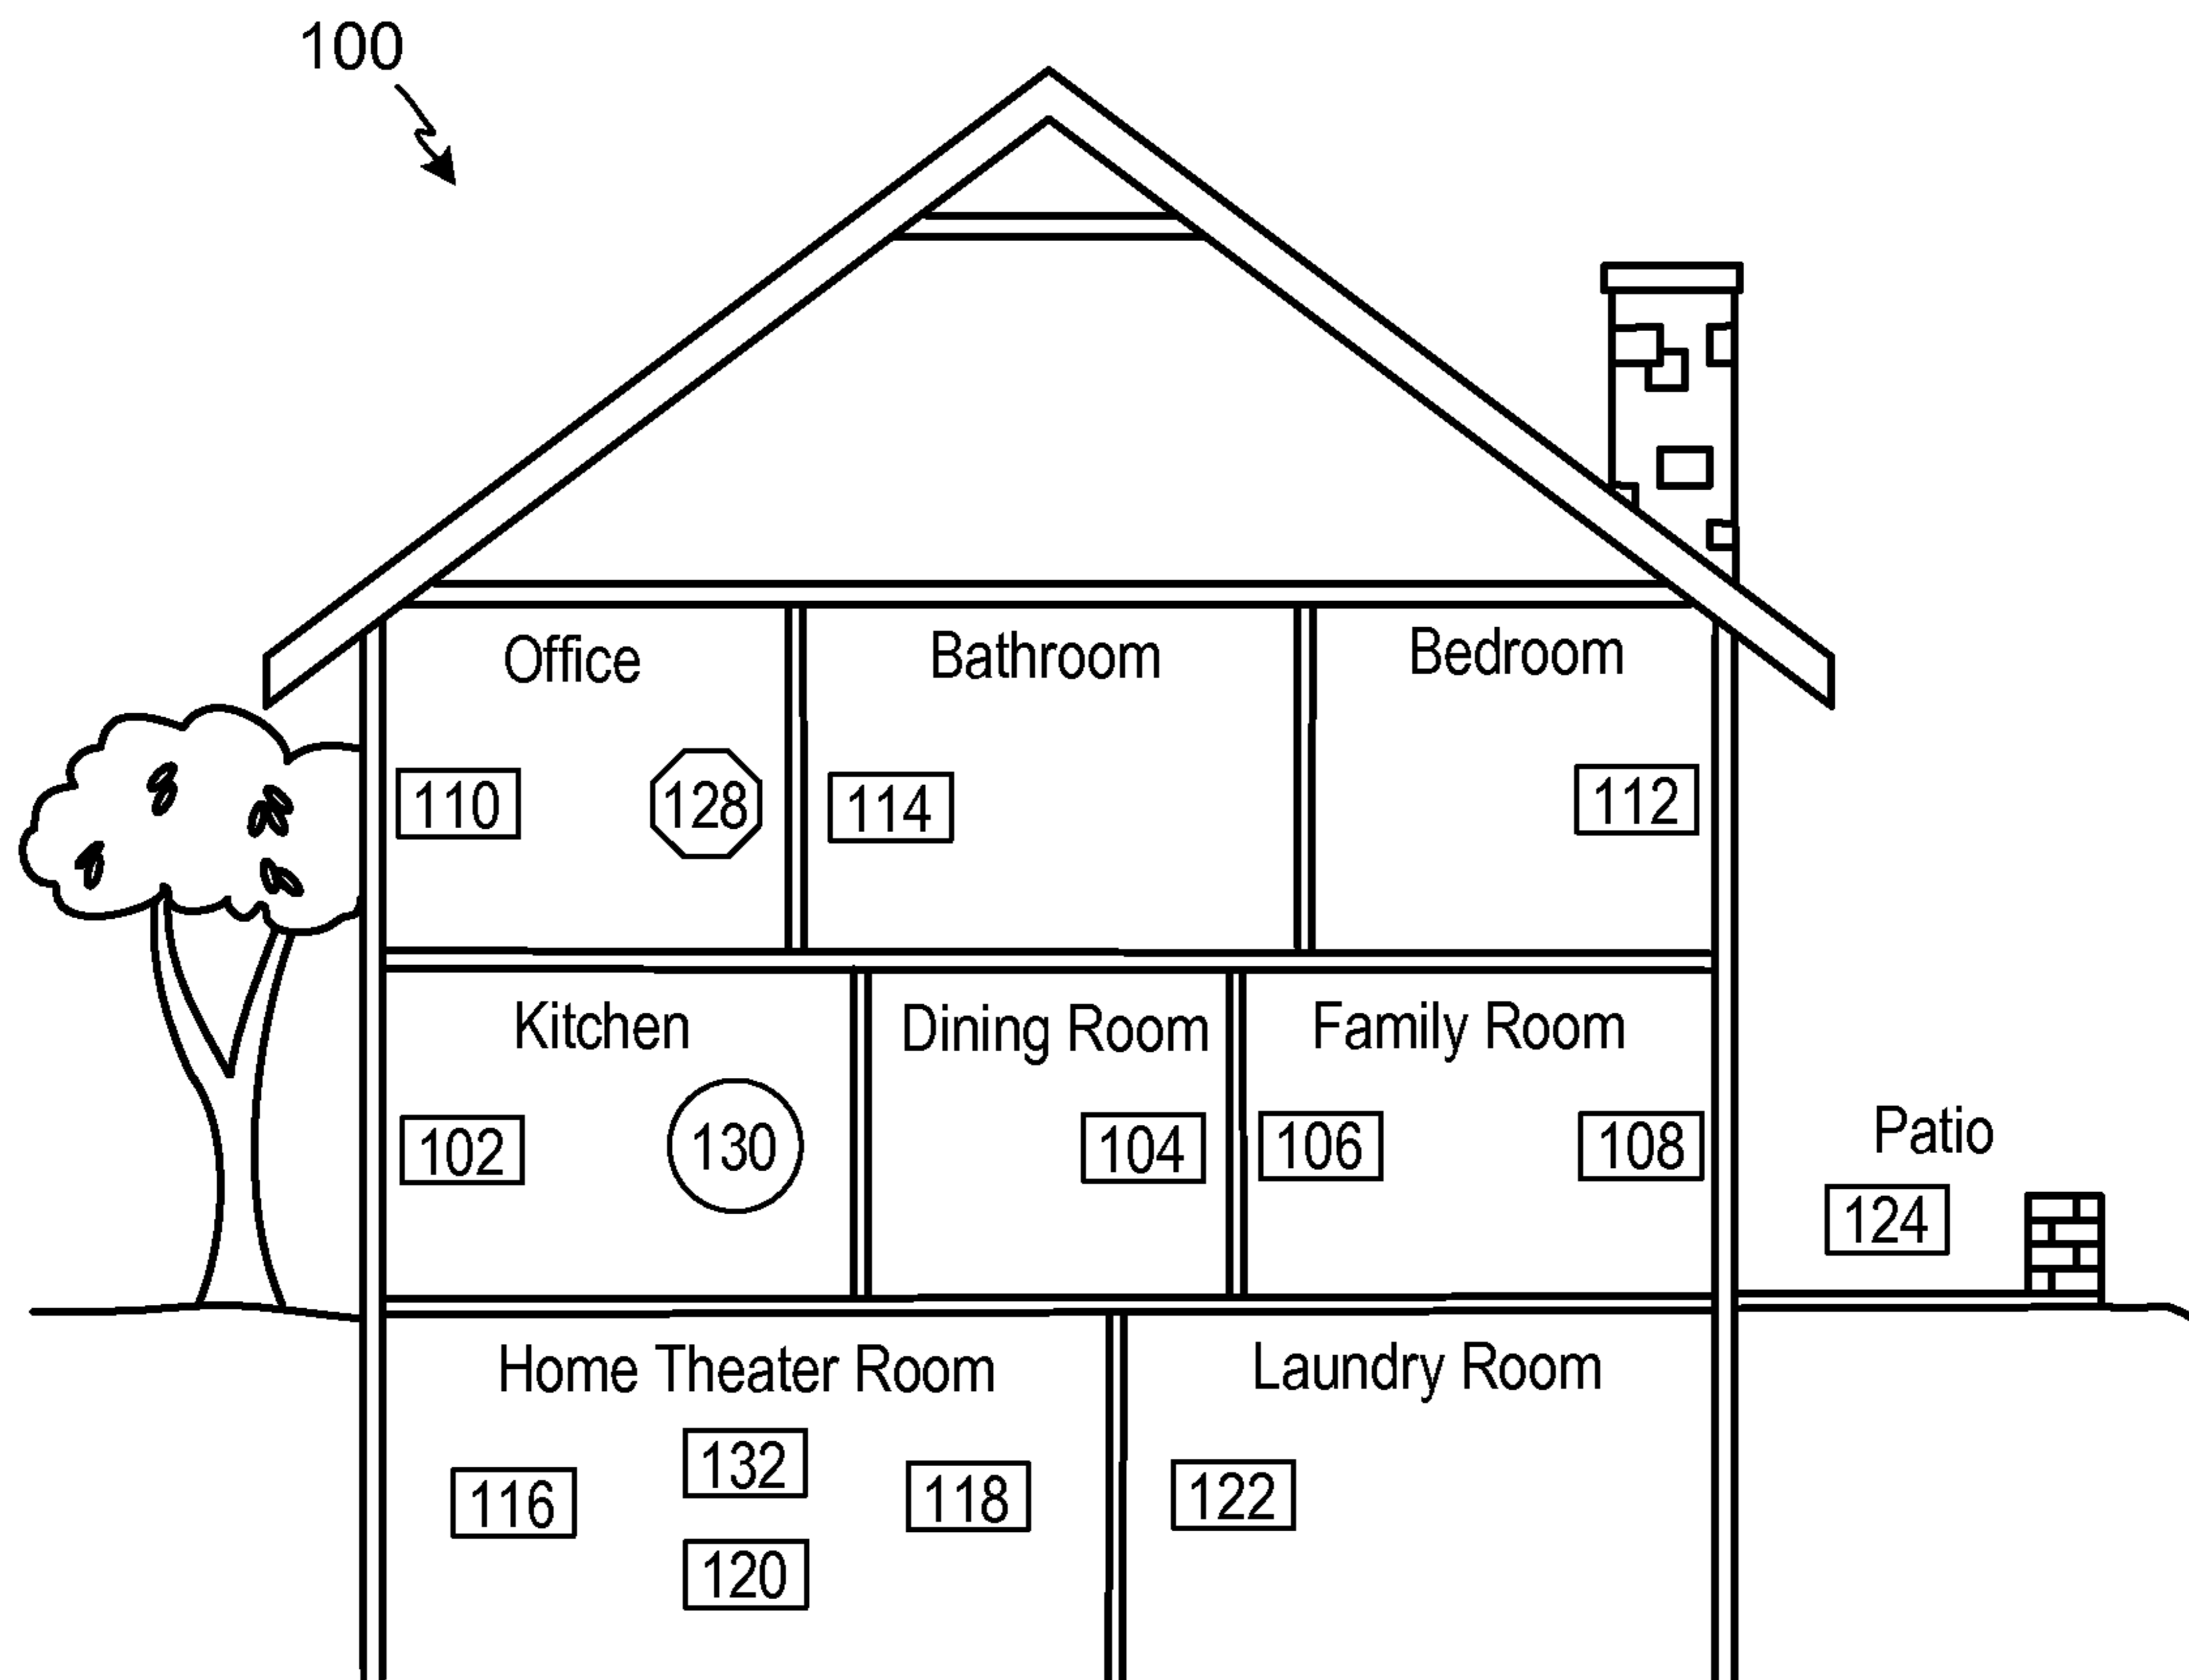 100
Office
Bathroom
Bedroom
110
128
114
112
Kitchen
Dining Room
Family Room
102
130
104
106
108
Patio
124
Home Theater Room
Laundry Room
116
132
118
122
120